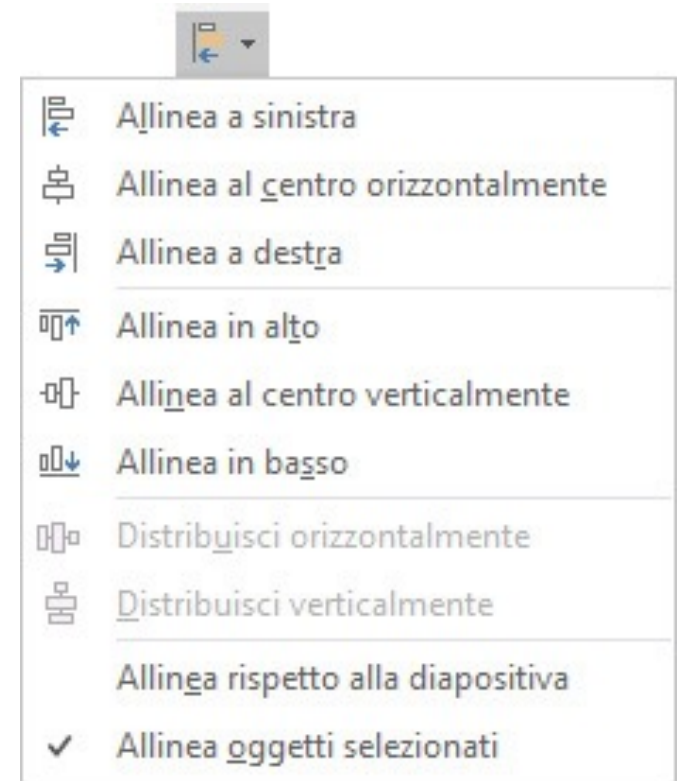 Allinea a sinistra
Allinea al centro orizzontalmente
Allinea a destra
Allinea in alto
Allinea al centro verticalmente
Allinea in basso
Distribuisci orizzontalmente
Distribuisci verticalmente
Allinea rispetto alla diapositiva
Allinea oggetti selezionati